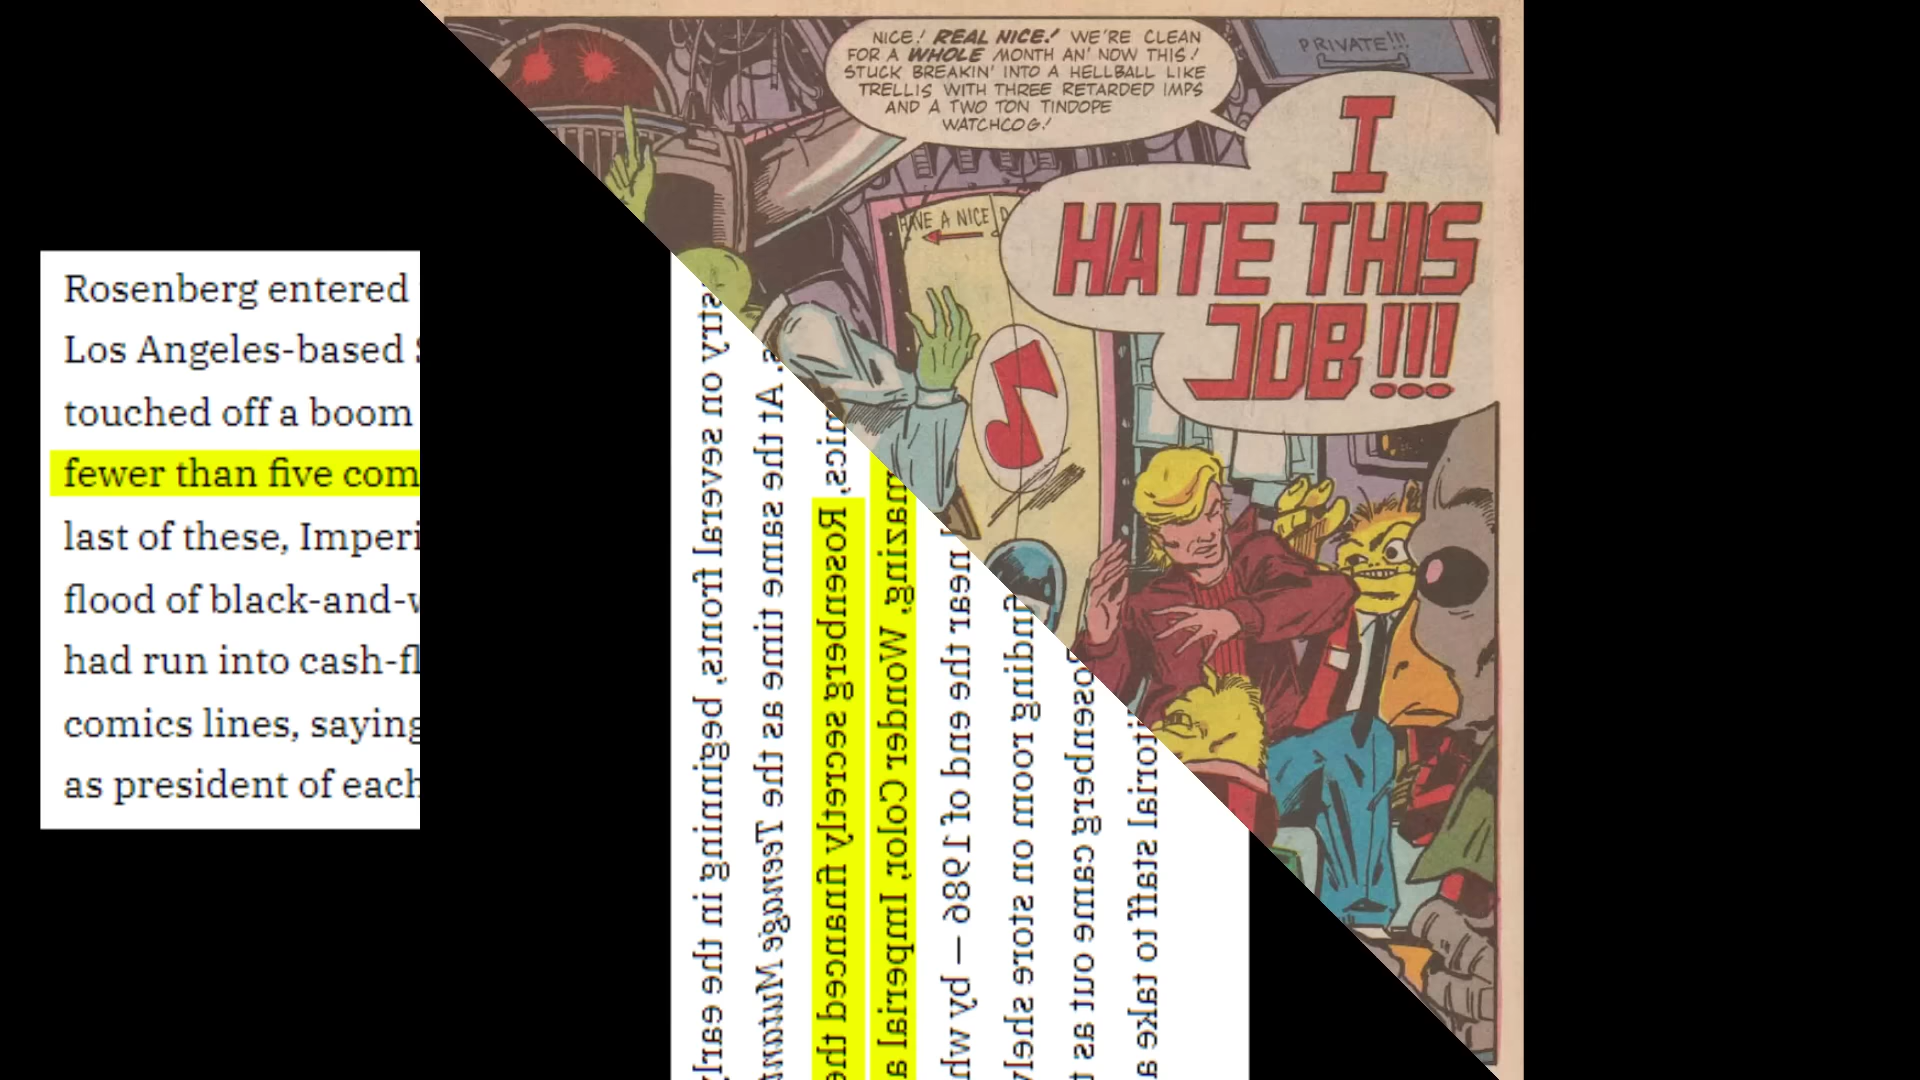 Rosenberg entered
Los Angeles-based
touched off a boom
fewer than five com
last of these, Imperi
flood of black-and-
had run into cash-fl
comics lines, saying
as president of each
stry on several fronts, beginning in the earl
s. At the same time as the Teenage Mutan
mics, Rosenberg secretly financed the
mazing, Wonder Color, Imperial a
near the end of 1986 — by wh
finding room on store shelv
osenberg came out as t
itorial staff to take a
NICE! REAL NICE! WE'RE CLEAN
FOR A WHOLE MONTH AN' NOW THIS!
STUCK BREAKIN' INTO A HELLBALL LIKE
TRELLIS WITH THREE RETARDED IMPS
AND A TWO TON TINDOPE
WATCHCOG!
PRIVATE!!!
I
HATE THIS
JOB!!!
HAVE A NICE D